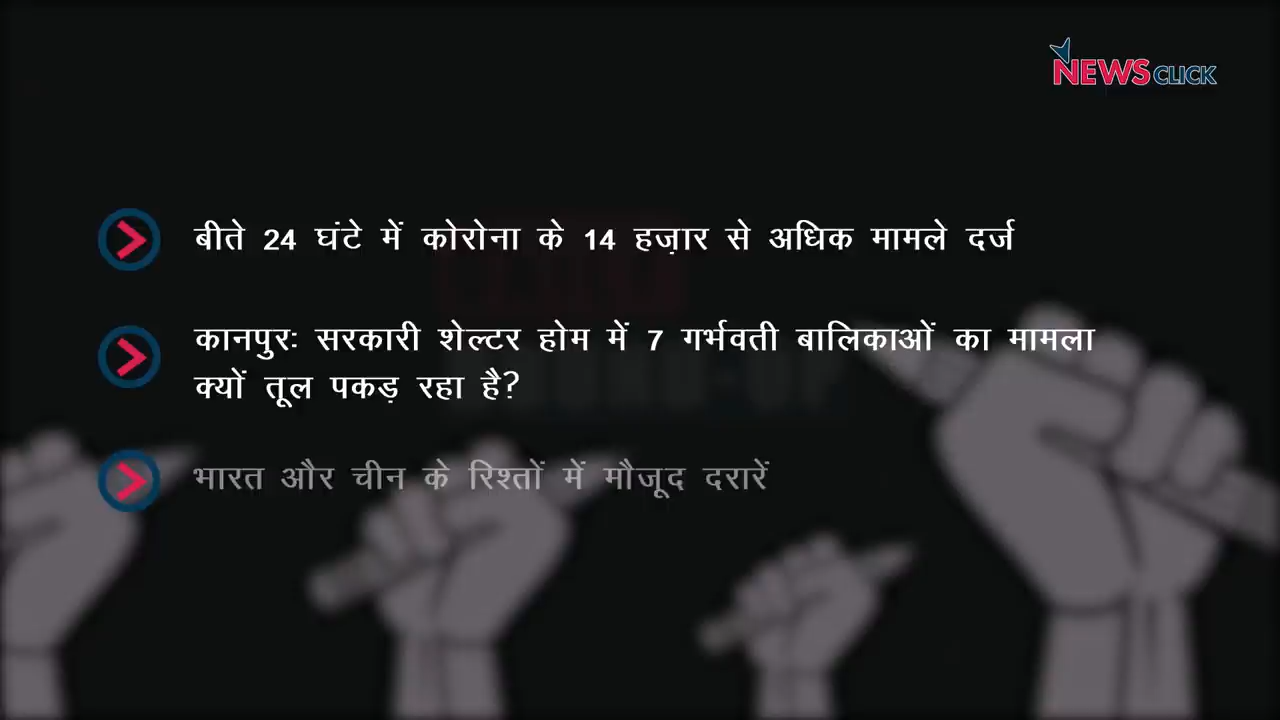 NEWSCLICK
बीते 24 घंटे में कोरोना के 14 हज़ार से अधिक मामले दर्ज
कानपुरः सरकारी शेल्टर होम में 7 गर्भवती बालिकाओं का मामला
क्यों तूल पकड़ रहा है?
भारत और चीन के रिश्तों में मौजूद दरारें